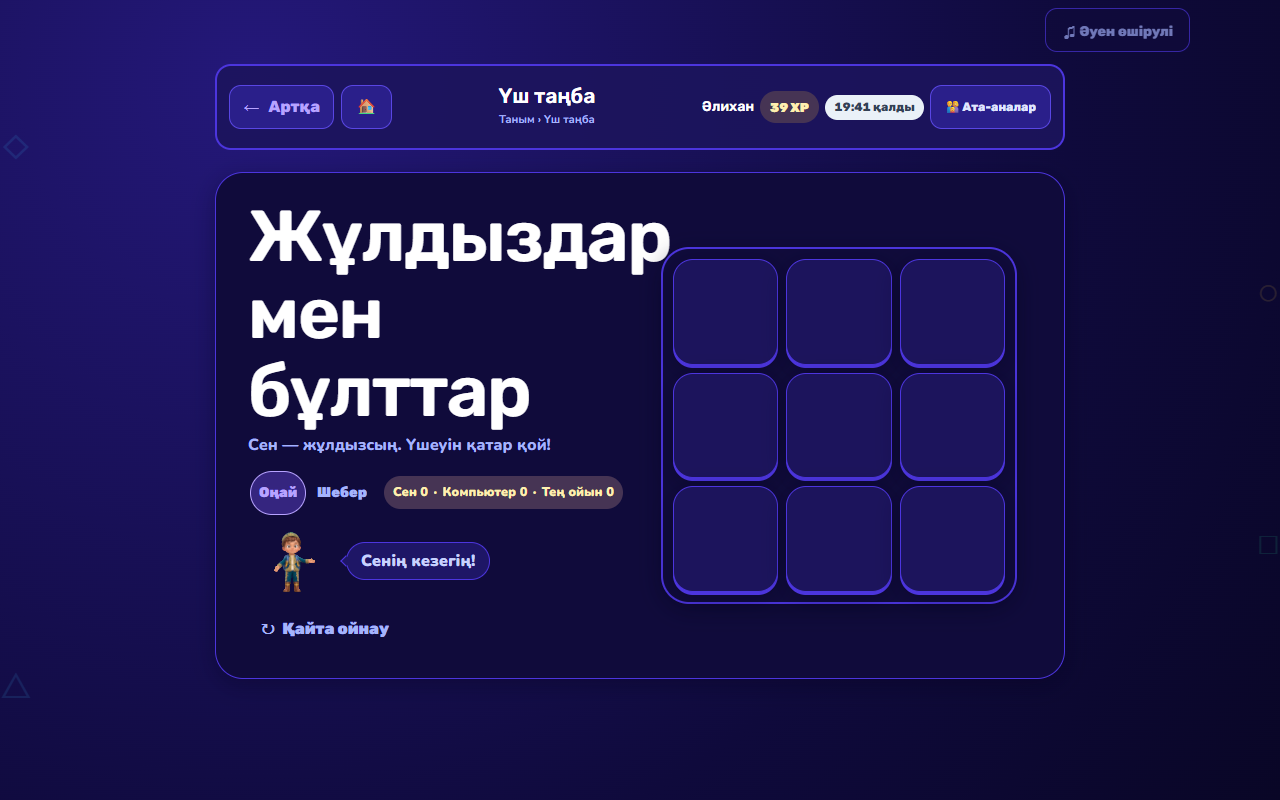 ♫ Әуен өшірулі
← Артқа
Үш таңба
Таным › Үш таңба
Әлихан
39 XP
19:41 қалды
Ата-аналар
Жұлдыздар
мен
бұлттар
Сен — жұлдызсың. Үшеуін қатар қой!
Оңай
Шебер
Сен 0 · Компьютер 0 · Тең ойын 0
Сенің кезегің!
↻ Қайта ойнау